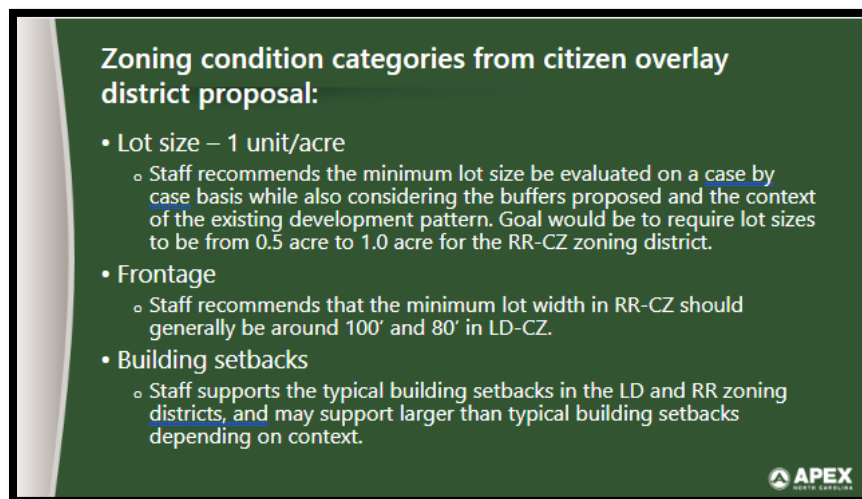 Zoning condition categories from citizen overlay
district proposal:
• Lot size – 1 unit/acre
o Staff recommends the minimum lot size be evaluated on a case by
case basis while also considering the buffers proposed and the context
of the existing development pattern. Goal would be to require lot sizes
to be from 0.5 acre to 1.0 acre for the RR-CZ zoning district.
• Frontage
o Staff recommends that the minimum lot width in RR-CZ should
generally be around 100’ and 80’ in LD-CZ.
• Building setbacks
o Staff supports the typical building setbacks in the LD and RR zoning
districts, and may support larger than typical building setbacks
depending on context.
APEX
NORTH CAROLINA